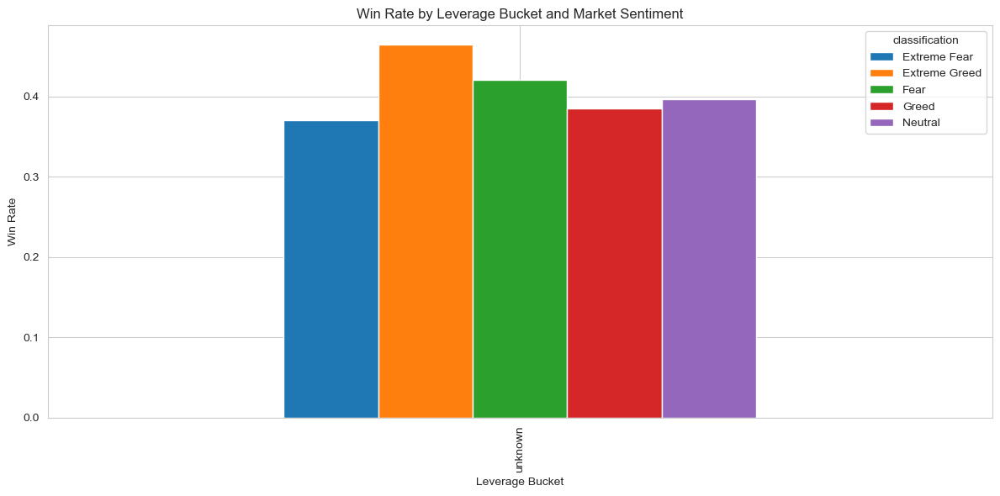 Win Rate by Leverage Bucket and Market Sentiment
classification
Extreme Fear
Extreme Greed
Fear
Greed
Neutral
Win Rate
0.4
0.3
0.2
0.1
0.0
unknown
Leverage Bucket